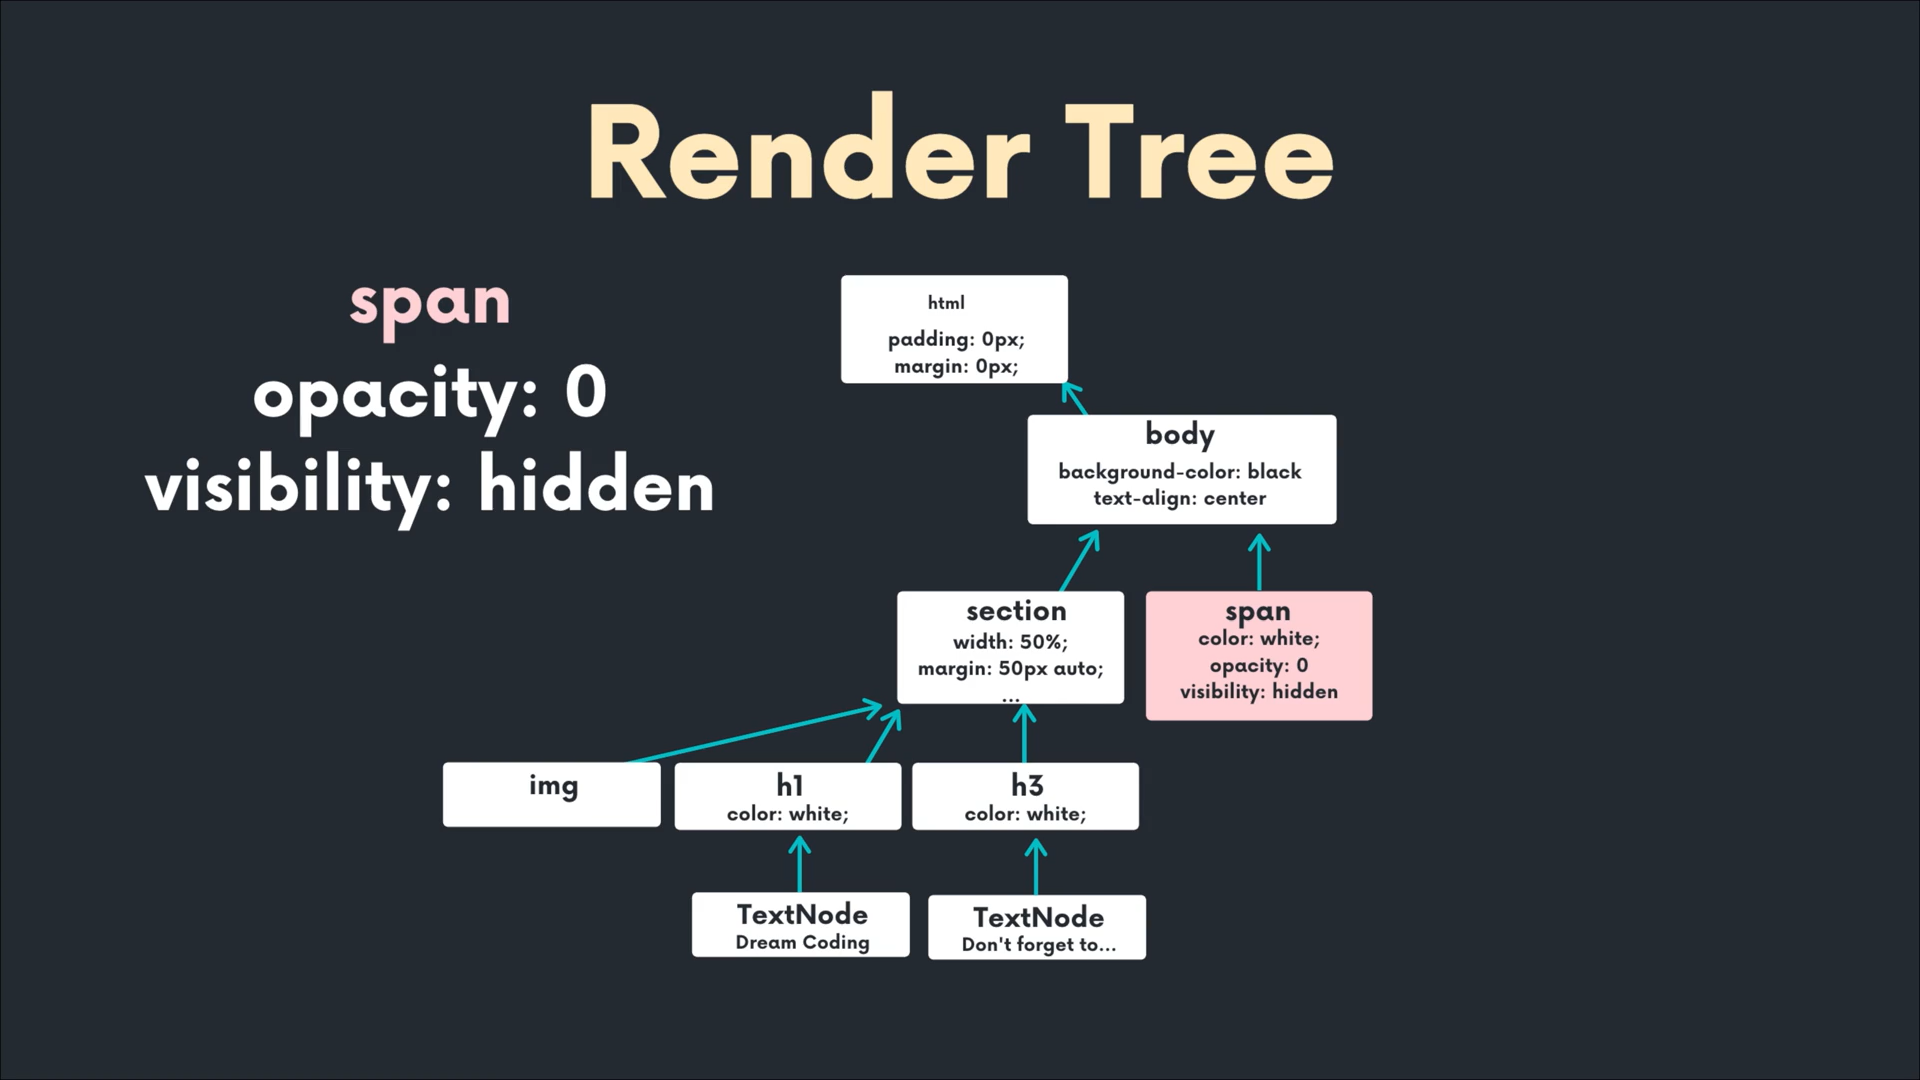 Render Tree
span
opacity: 0
visibility: hidden
html
padding: 0px;
margin: 0px;
body
background-color: black
text-align: center
section
width: 50%;
margin: 50px auto;
...
span
color: white;
opacity: 0
visibility: hidden
img
h1
color: white;
h3
color: white;
TextNode
Dream Coding
TextNode
Don't forget to...